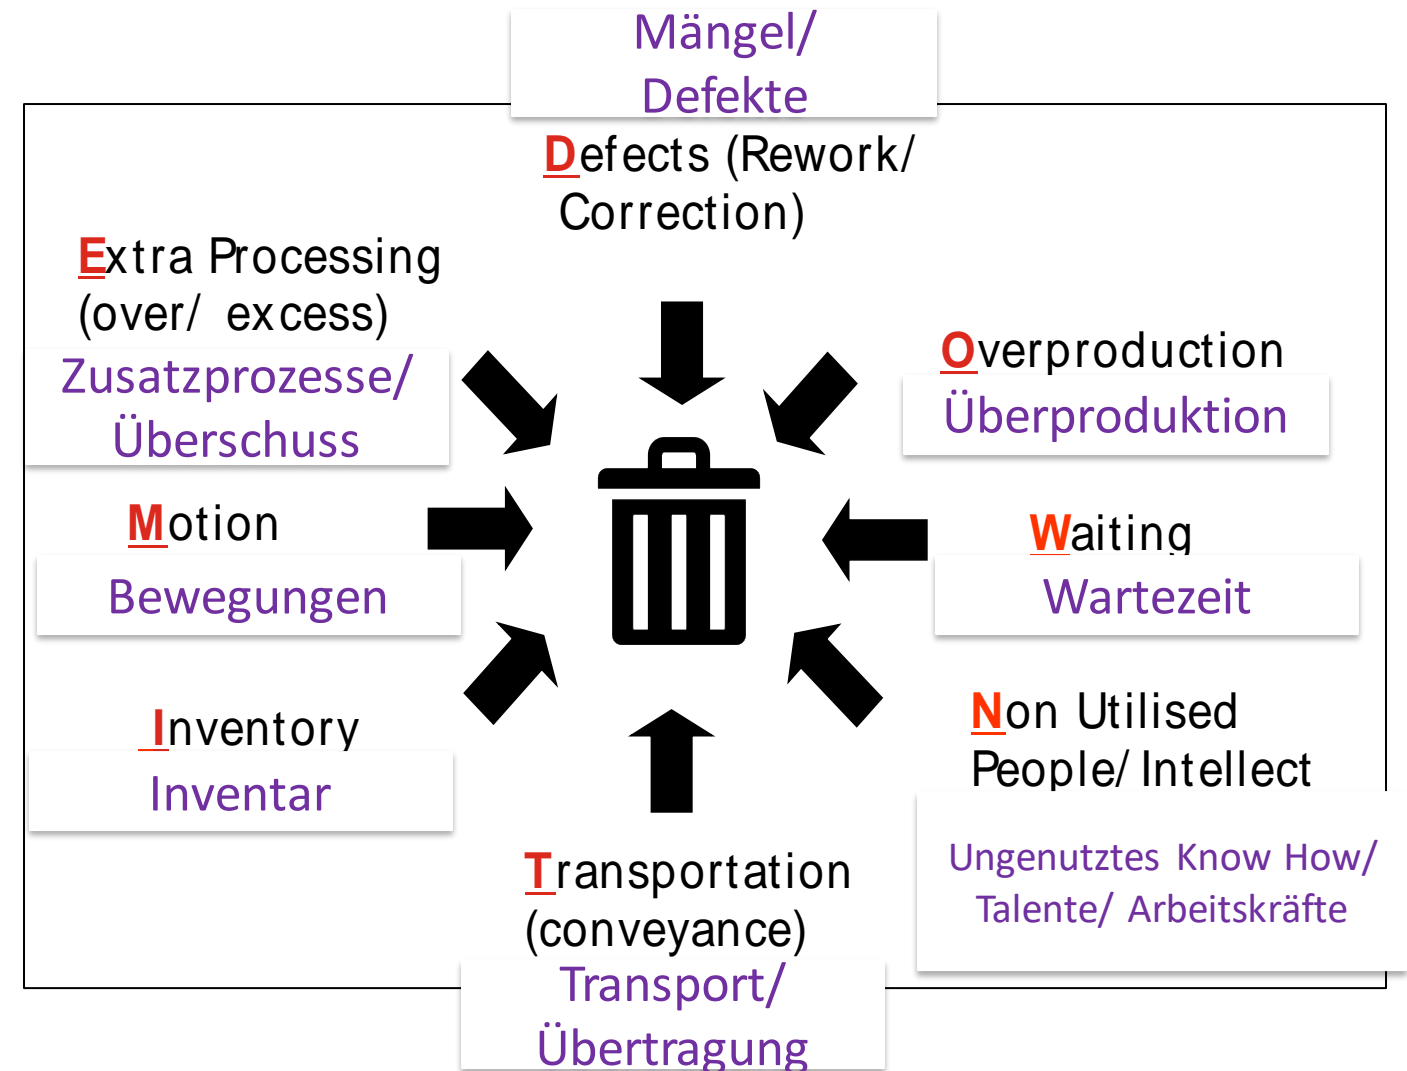 Mängel/
Defekte
Defects (Rework/
Correction)
Extra Processing
(over/ excess)
Zusatzprozesse/
Überschuss
Overproduction
Überproduktion
Motion
Bewegungen
Waiting
Wartezeit
Inventory
Inventar
Non Utilised
People/ Intellect
Ungenutztes Know How/
Talente/ Arbeitskräfte
Transportation
(conveyance)
Transport/
Übertragung